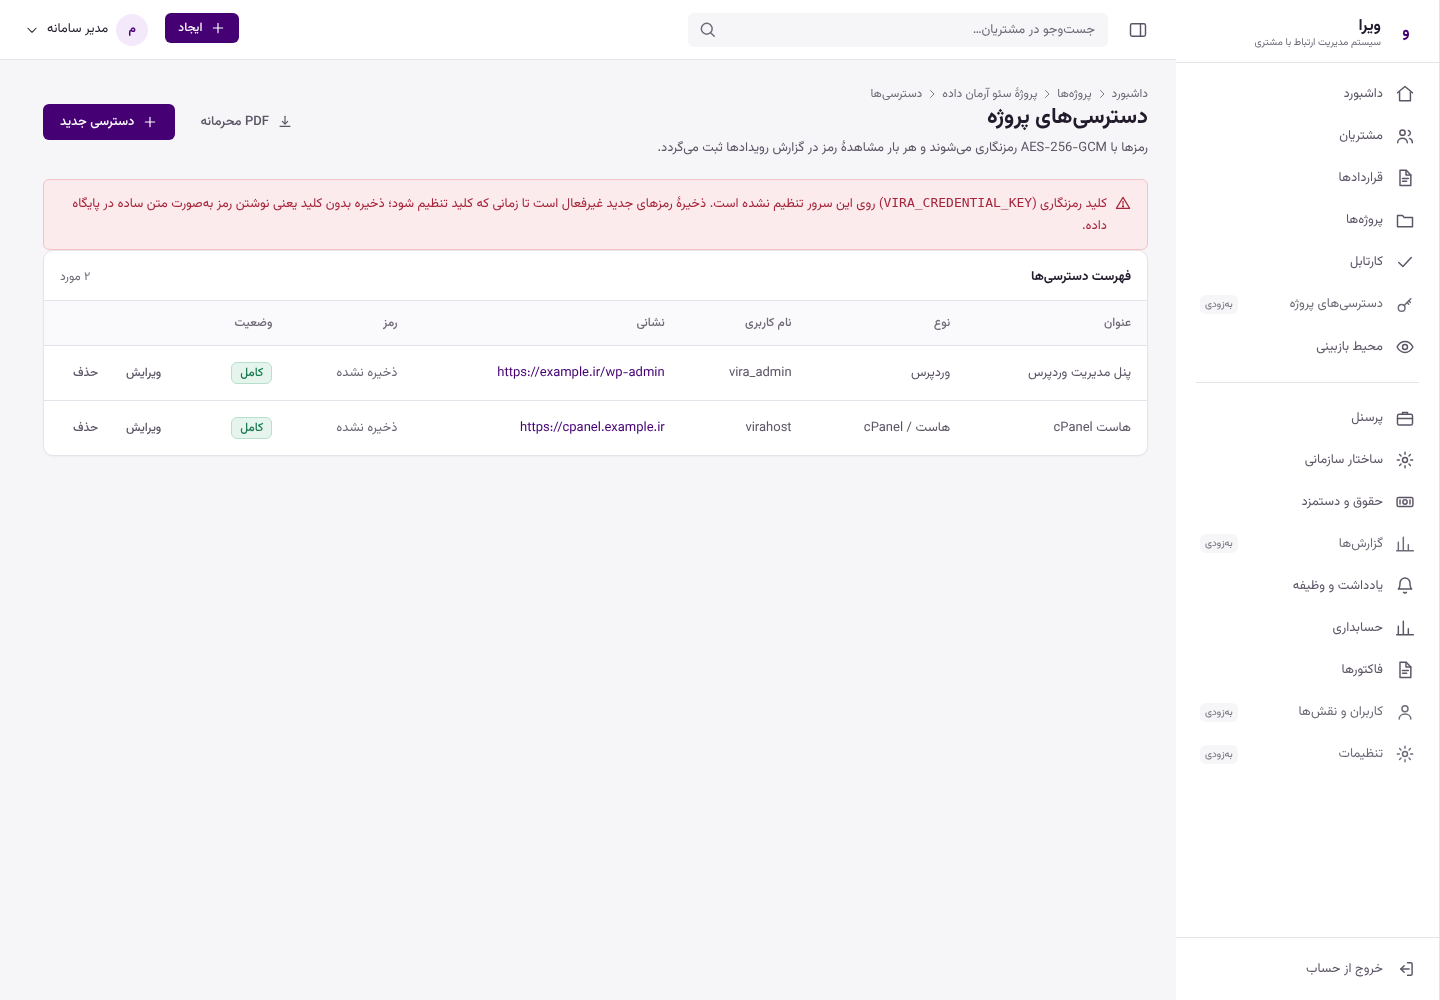 و
ویرا
سیستم مدیریت ارتباط با مشتری
داشبورد
مشتریان
قراردادها
پروژه‌ها
کارتابل
دسترسی‌های پروژه
به‌زودی
محیط بازبینی
پرسنل
ساختار سازمانی
حقوق و دستمزد
گزارش‌ها
به‌زودی
یادداشت و وظیفه
حسابداری
فاکتورها
کاربران و نقش‌ها
به‌زودی
تنظیمات
به‌زودی
خروج از حساب
جست‌وجو در مشتریان...
ایجاد
م
مدیر سامانه
داشبورد
پروژه‌ها
پروژهٔ سئو آرمان داده
دسترسی‌ها
دسترسی‌های پروژه
رمزها با AES-256-GCM رمزنگاری می‌شوند و هر بار مشاهدهٔ رمز در گزارش رویدادها ثبت می‌گردد.
PDF محرمانه
دسترسی جدید
کلید رمزنگاری (VIRA_CREDENTIAL_KEY) روی این سرور تنظیم نشده است. ذخیرهٔ رمزهای جدید غیرفعال است تا زمانی که کلید تنظیم شود؛ ذخیره بدون کلید یعنی نوشتن رمز به‌صورت متن ساده در پایگاه
داده.
فهرست دسترسی‌ها
۲ مورد
عنوان نوع نام کاربری نشانی رمز وضعیت
پنل مدیریت وردپرس وردپرس vira_admin https://example.ir/wp-admin ذخیره نشده کامل ویرایش حذف
هاست cPanel هاست / cPanel virahost https://cpanel.example.ir ذخیره نشده کامل ویرایش حذف